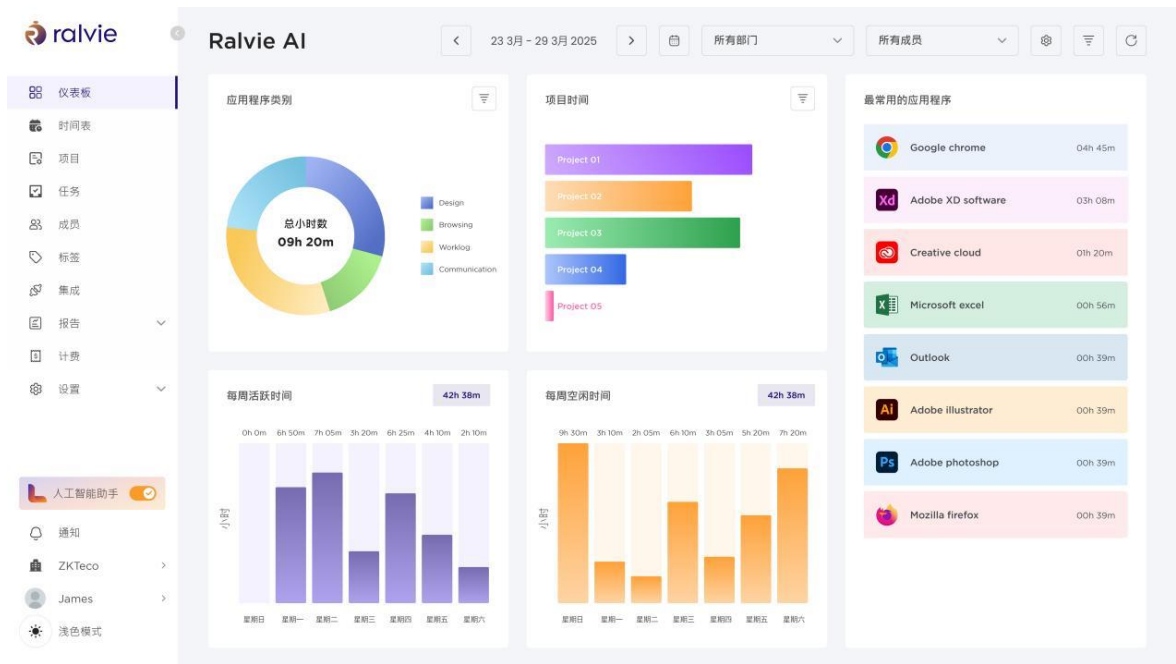 ralvie
仪表板
时间表
项目
任务
成员
标签
集成
报告
计费
设置
人工智能助手
通知
ZKTeco
James
浅色模式
Ralvie AI
23 3月 - 29 3月 2025
所有部门
所有成员
应用程序类别
总小时数
09h 20m
Design
Browsing
Worklog
Communication
项目时间
Project 01
Project 02
Project 03
Project 04
Project 05
最常用的应用程序
Google chrome 04h 45m
Adobe XD software 03h 08m
Creative cloud 01h 20m
Microsoft excel 00h 56m
Outlook 00h 39m
Adobe illustrator 00h 39m
Adobe photoshop 00h 39m
Mozilla firefox 00h 39m
每周活跃时间 42h 38m
0h 0m 6h 50m 7h 05m 3h 20m 6h 25m 4h 10m 2h 10m
小时
星期日 星期一 星期二 星期三 星期四 星期五 星期六
每周空闲时间 42h 38m
9h 30m 3h 10m 2h 05m 6h 10m 3h 05m 5h 20m 7h 20m
小时
星期日 星期一 星期二 星期三 星期四 星期五 星期六